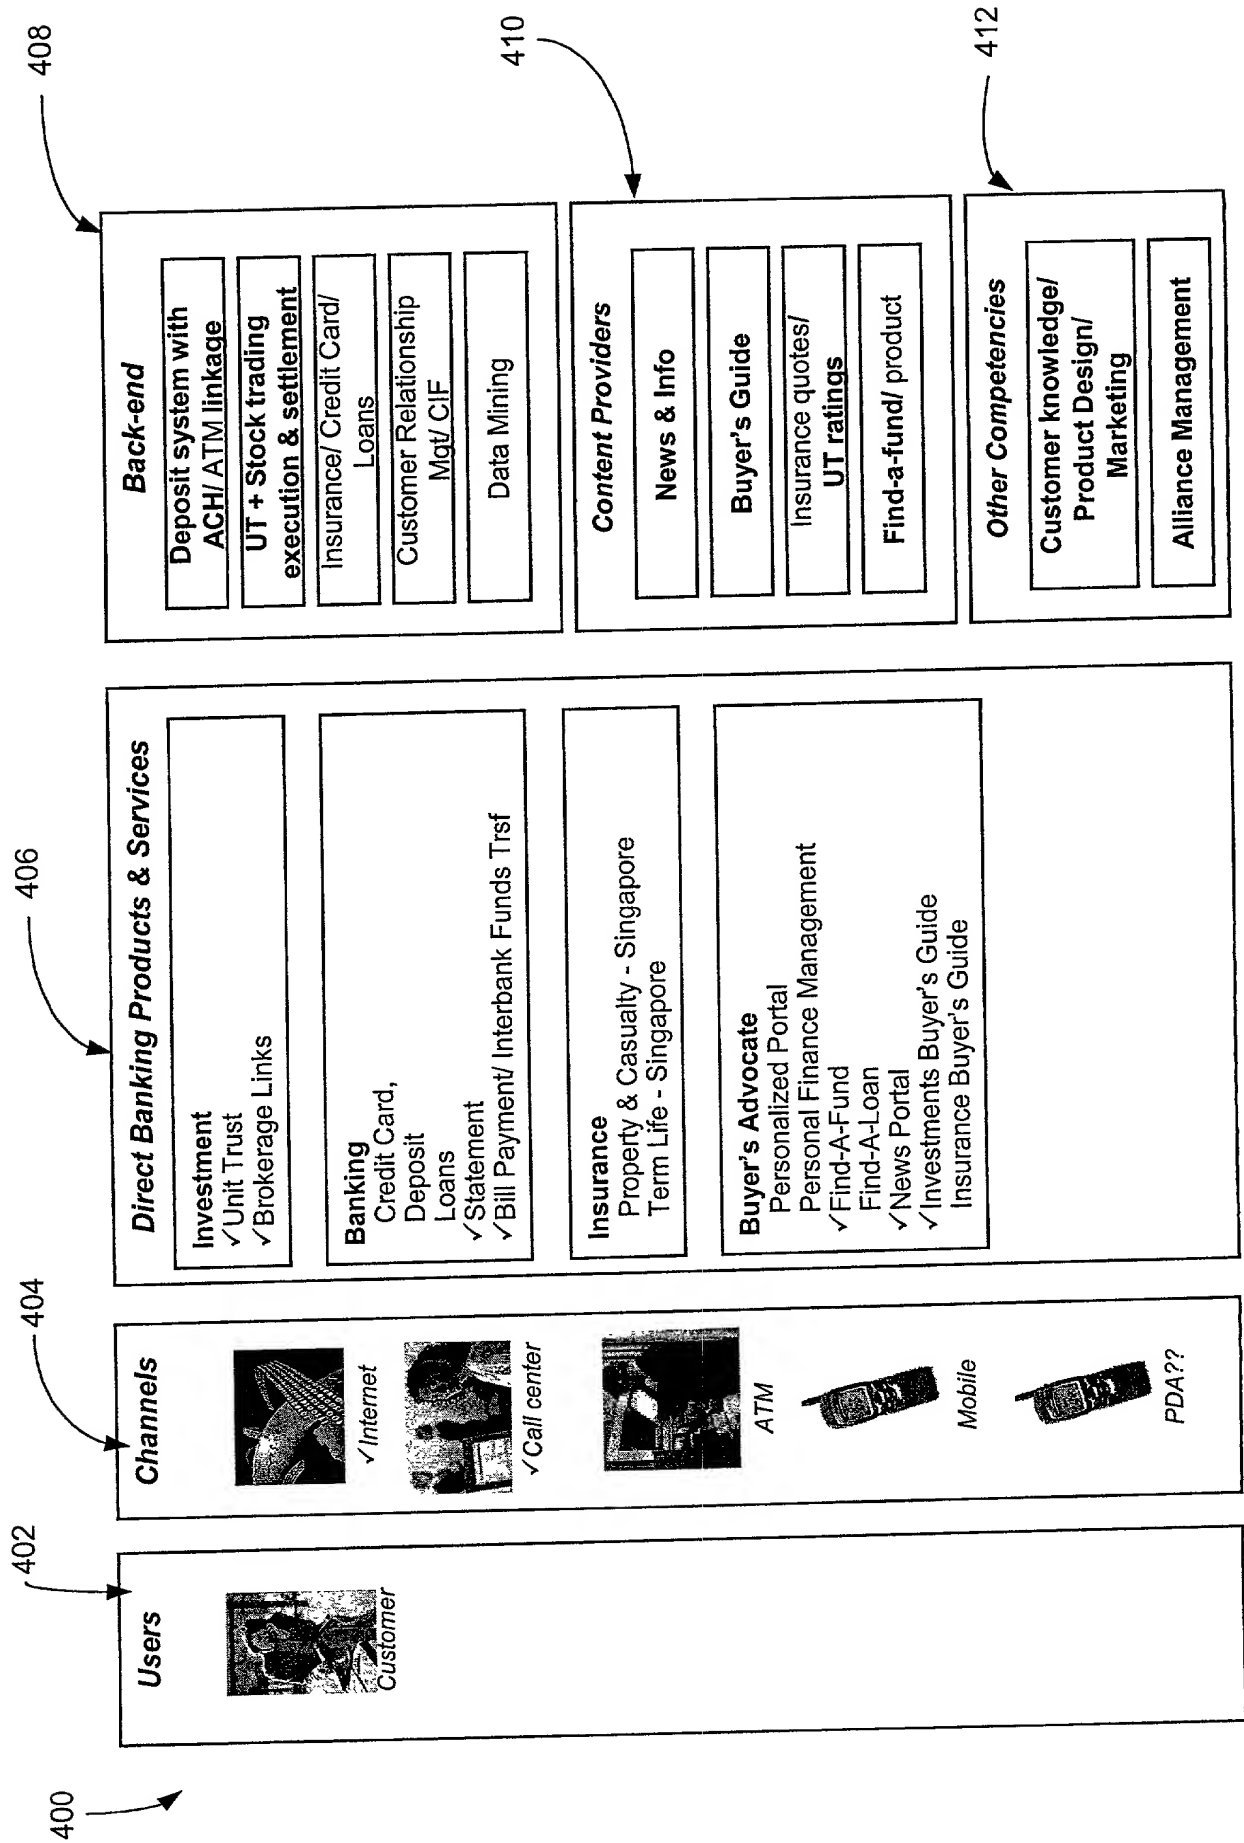 400
402
Users
Customer
404
Channels
✓Internet
✓Call center
ATM
Mobile
PDA??
406
Direct Banking Products & Services
Investment
✓Unit Trust
✓Brokerage Links
Banking
Credit Card,
Deposit
Loans
✓Statement
✓Bill Payment/ Interbank Funds Trsf
Insurance
Property & Casualty - Singapore
Term Life - Singapore
Buyer's Advocate
Personalized Portal
Personal Finance Management
✓Find-A-Fund
Find-A-Loan
✓News Portal
✓Investments Buyer's Guide
Insurance Buyer's Guide
408
Back-end
Deposit system with
ACH/ ATM linkage
UT + Stock trading
execution & settlement
Insurance/ Credit Card/
Loans
Customer Relationship
Mgt/ CIF
Data Mining
410
Content Providers
News & Info
Buyer's Guide
Insurance quotes/
UT ratings
Find-a-fund/ product
412
Other Competencies
Customer knowledge/
Product Design/
Marketing
Alliance Management